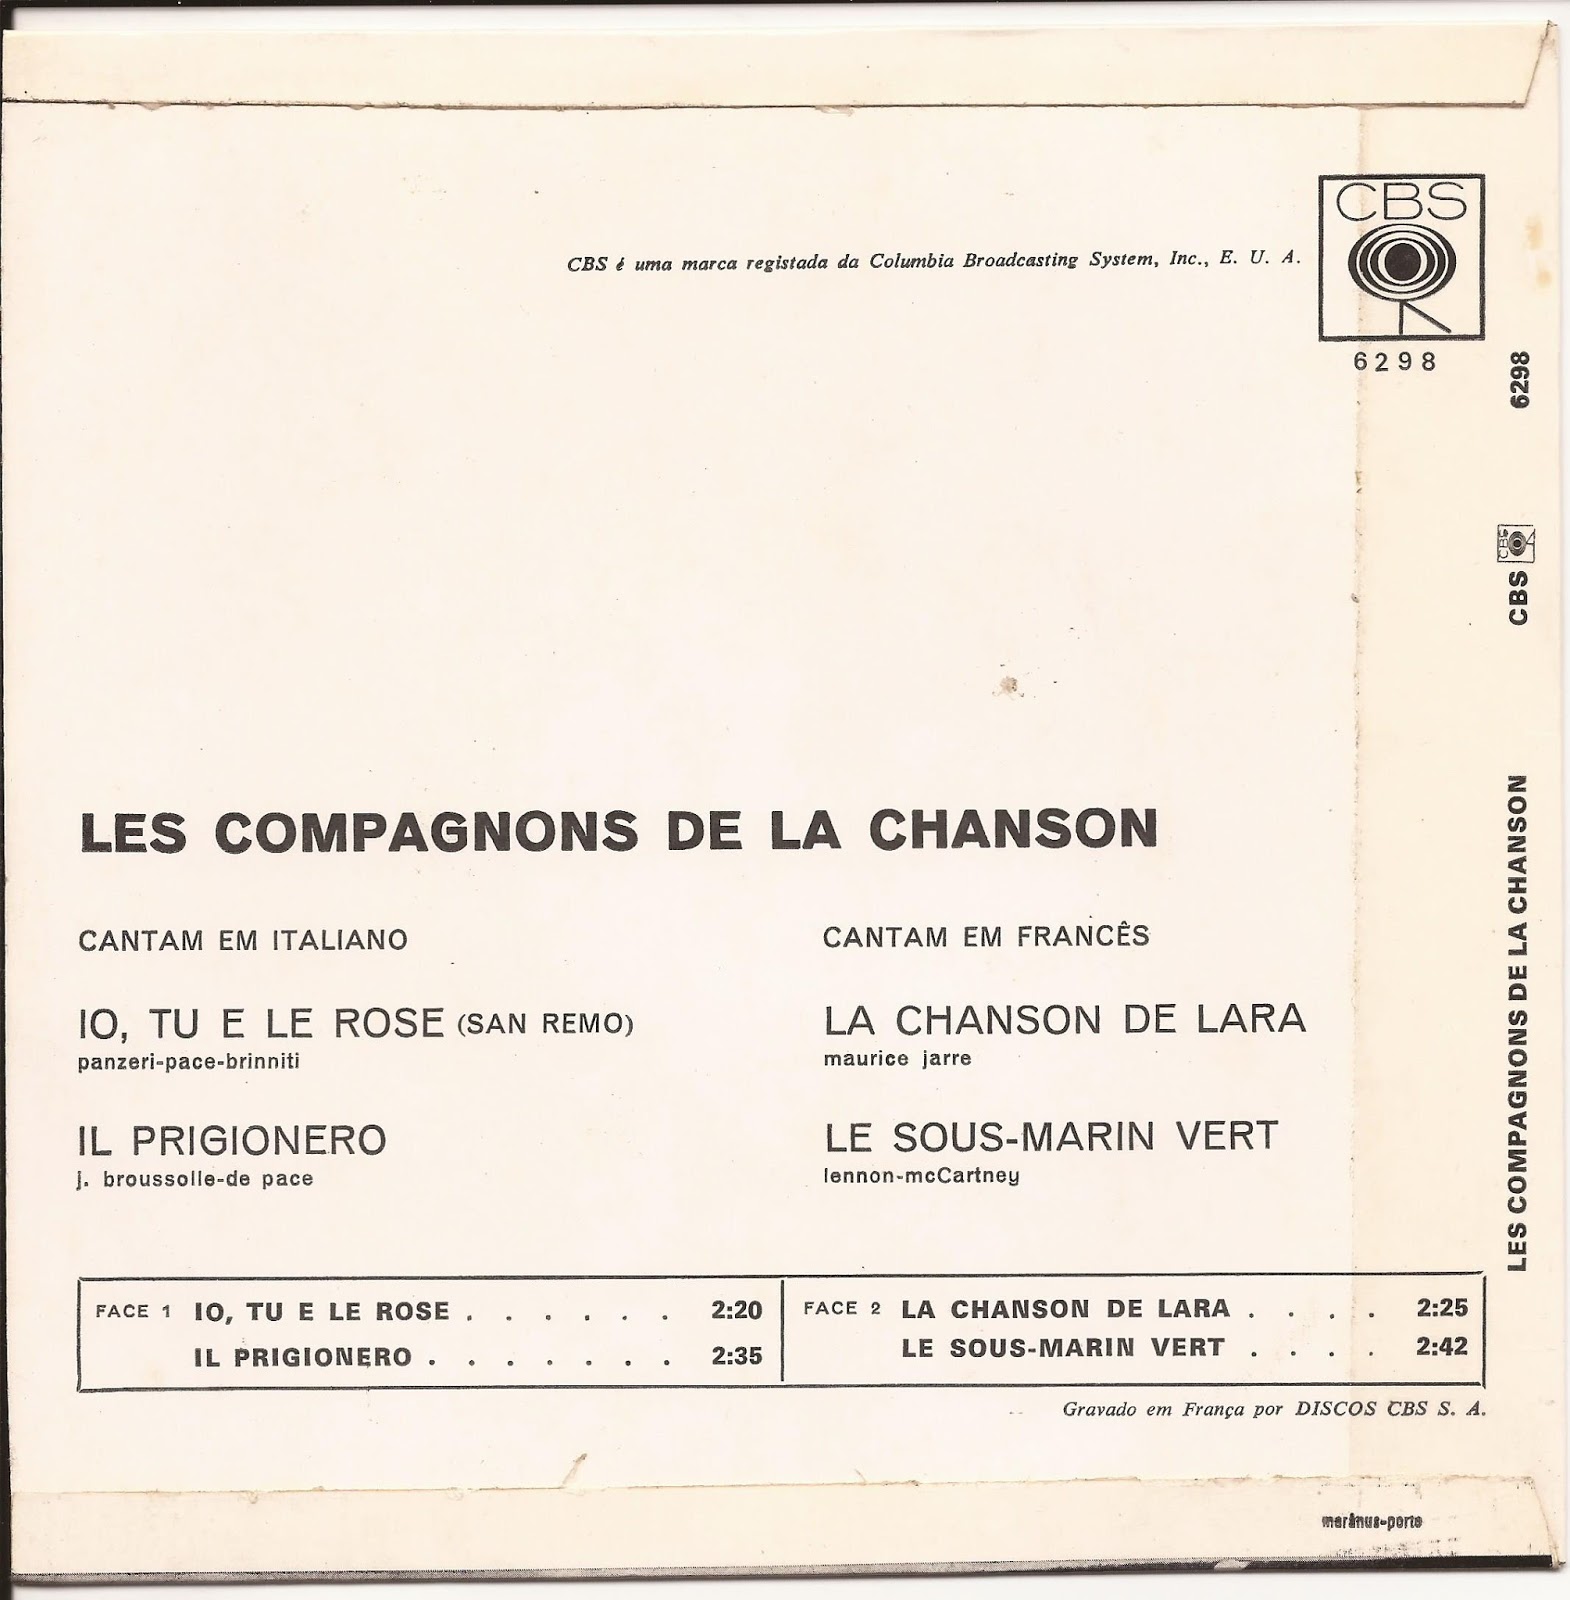 CBS
CBS é uma marca registada da Columbia Broadcasting System, Inc., E. U. A.
6298
LES COMPAGNONS DE LA CHANSON
CANTAM EM ITALIANO
IO, TU E LE ROSE (SAN REMO)
panzeri-pace-brinniti
IL PRIGIONERO
j. broussolle-de pace
CANTAM EM FRANCÊS
LA CHANSON DE LARA
maurice jarre
LE SOUS-MARIN VERT
lennon-mcCartney
FACE 1 IO, TU E LE ROSE . . . . . . 2:20
IL PRIGIONERO . . . . . . . 2:35
FACE 2 LA CHANSON DE LARA . . . . 2:25
LE SOUS-MARIN VERT . . . . 2:42
Gravado em França por DISCOS CBS S. A.
marânus-porto
LES COMPAGNONS DE LA CHANSON CBS CBS 6298